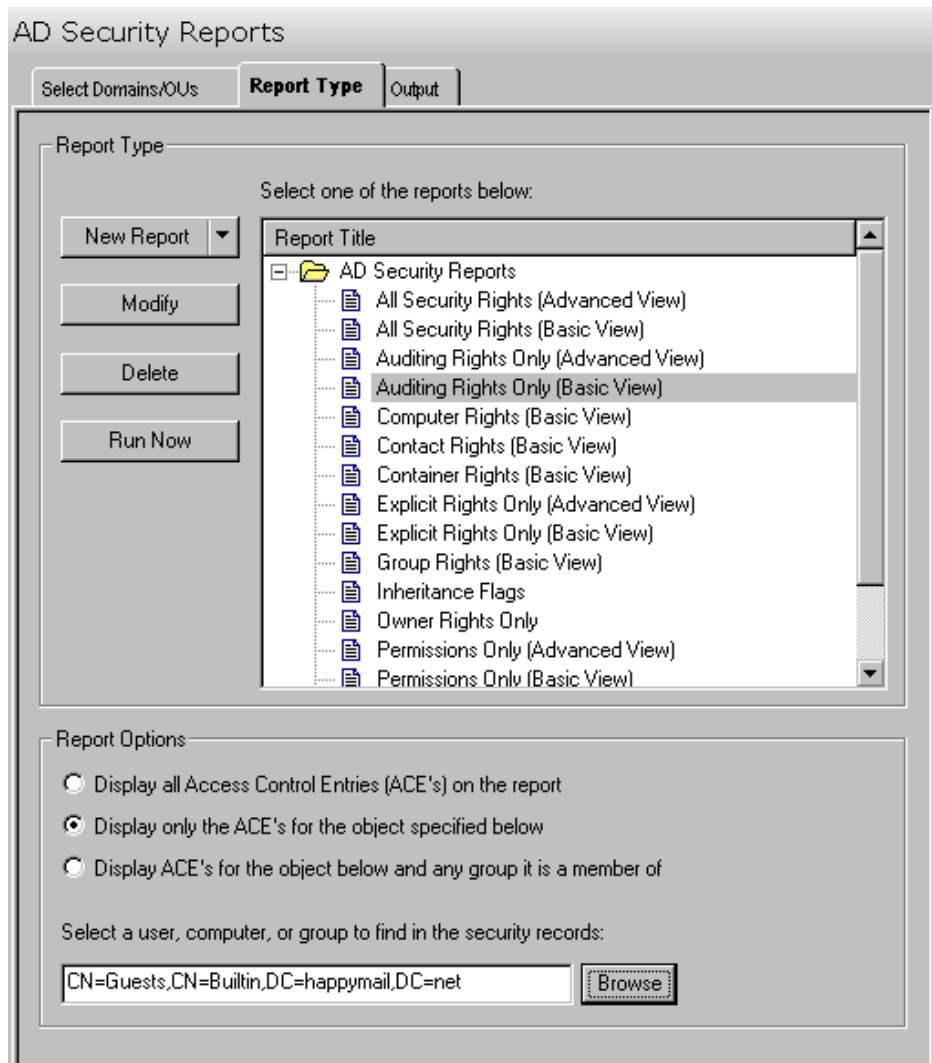 AD Security Reports
Select Domains/OUs
Report Type
Output
Report Type
Select one of the reports below:
New Report
Modify
Delete
Run Now
Report Title
AD Security Reports
All Security Rights (Advanced View)
All Security Rights (Basic View)
Auditing Rights Only (Advanced View)
Auditing Rights Only (Basic View)
Computer Rights (Basic View)
Contact Rights (Basic View)
Container Rights (Basic View)
Explicit Rights Only (Advanced View)
Explicit Rights Only (Basic View)
Group Rights (Basic View)
Inheritance Flags
Owner Rights Only
Permissions Only (Advanced View)
Permissions Only (Basic View)
Report Options
Display all Access Control Entries (ACE's) on the report
Display only the ACE's for the object specified below
Display ACE's for the object below and any group it is a member of
Select a user, computer, or group to find in the security records:
CN=Guests,CN=Builtin,DC=happymail,DC=net
Browse